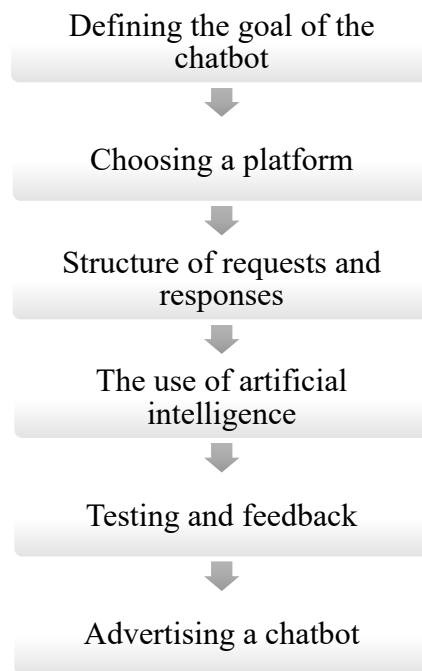 Defining the goal of the
chatbot
Choosing a platform
Structure of requests and
responses
The use of artificial
intelligence
Testing and feedback
Advertising a chatbot